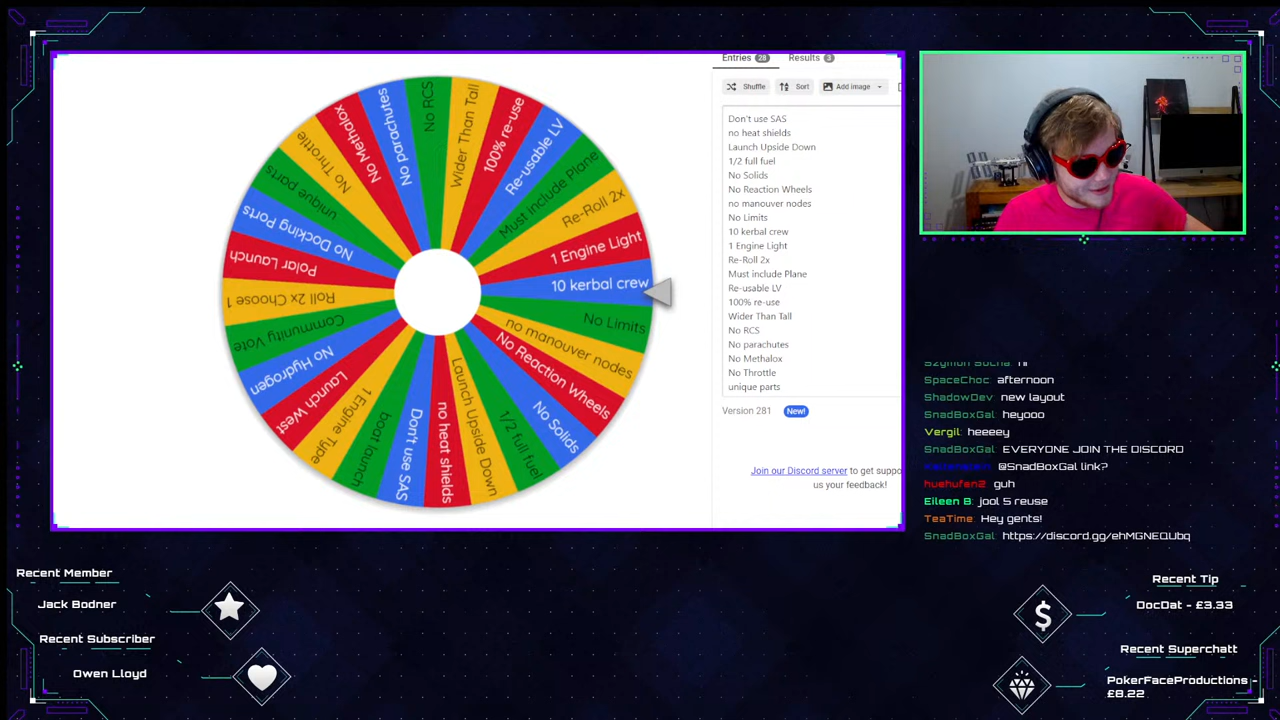 Entries 28
Results 3
Shuffle
Sort
Add image
Don't use SAS
no heat shields
Launch Upside Down
1/2 full fuel
No Solids
No Reaction Wheels
no manouver nodes
No Limits
10 kerbal crew
1 Engine Light
Re-Roll 2x
Must include Plane
Re-usable LV
100% re-use
Wider Than Tall
No RCS
No parachutes
No Methalox
No Throttle
unique parts
Version 281
New!
Join our Discord server to get suppo
us your feedback!
No RCS
Wider Than Tall
100% re-use
Re-usable LV
Must include Plane
Re-Roll 2x
1 Engine Light
10 kerbal crew
No Limits
no manouver nodes
No Reaction Wheels
No Solids
1/2 full fuel
Launch Upside Down
no heat shields
Don't use SAS
boat launch
1 Engine Type
Launch West
No Hydrogen
Community Vote
Roll 2x Choose 1
Polar Launch
No Docking Ports
unique parts
No Throttle
No Methalox
No parachutes
SpaceChoc: afternoon
ShadowDev: new layout
SnadBoxGal: heyooo
Vergil: heeeey
SnadBoxGal: EVERYONE JOIN THE DISCORD
@SnadBoxGal link?
huehufen2: guh
Eileen B: jool 5 reuse
TeaTime: Hey gents!
SnadBoxGal: https://discord.gg/ehMGNEQUbq
Recent Member
Jack Bodner
Recent Subscriber
Owen Lloyd
Recent Tip
DocDat - £3.33
Recent Superchatt
PokerFaceProductions -
£8.22